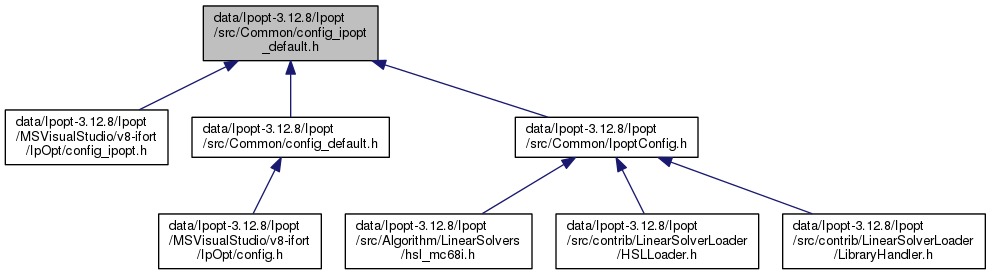 data/Ipopt-3.12.8/Ipopt
/src/Common/config_ipopt
_default.h
data/Ipopt-3.12.8/Ipopt
/MSVisualStudio/v8-ifort
/IpOpt/config_ipopt.h
data/Ipopt-3.12.8/Ipopt
/src/Common/config_default.h
data/Ipopt-3.12.8/Ipopt
/src/Common/IpoptConfig.h
data/Ipopt-3.12.8/Ipopt
/MSVisualStudio/v8-ifort
/IpOpt/config.h
data/Ipopt-3.12.8/Ipopt
/src/Algorithm/LinearSolvers
/hsl_mc68i.h
data/Ipopt-3.12.8/Ipopt
/src/contrib/LinearSolverLoader
/HSLLoader.h
data/Ipopt-3.12.8/Ipopt
/src/contrib/LinearSolverLoader
/LibraryHandler.h